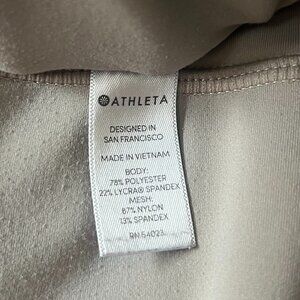 ATHLETA
DESIGNED IN
SAN FRANCISCO
MADE IN VIETNAM
BODY:
78% POLYESTER
22% LYCRA® SPANDEX
MESH:
87% NYLON
13% SPANDEX
RN 54023